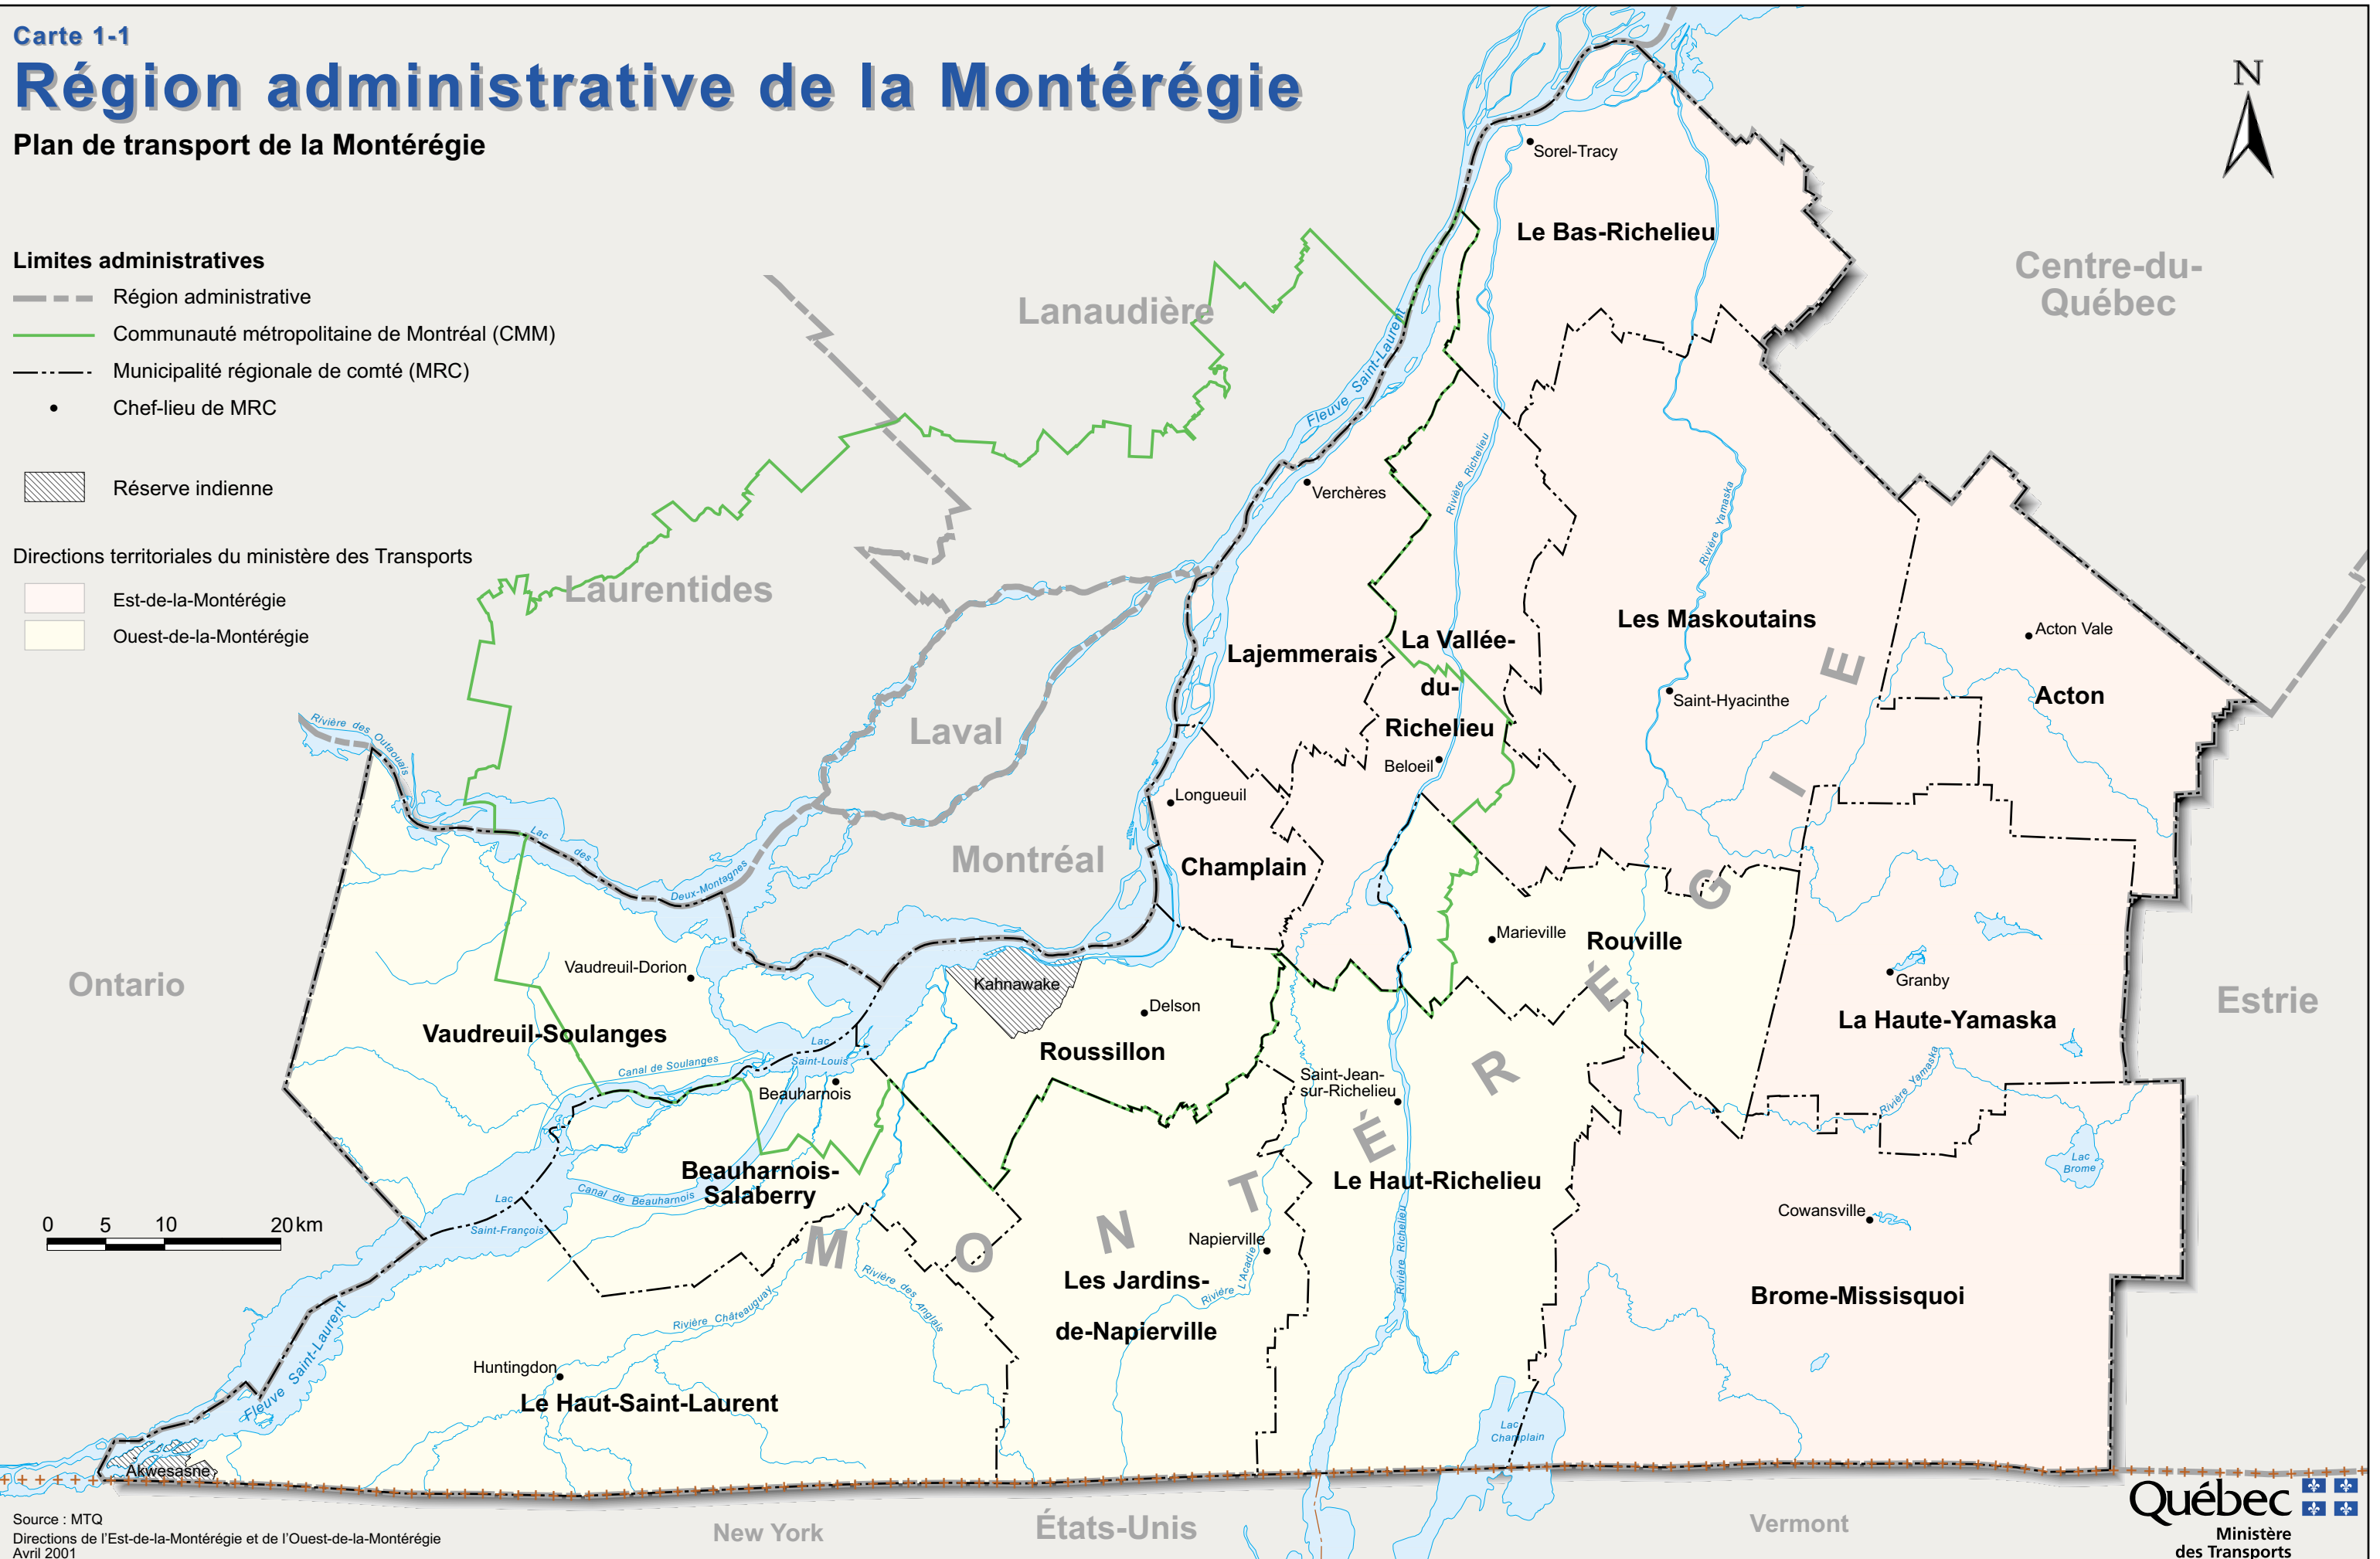 Carte 1-1
Région administrative de la Montérégie
Plan de transport de la Montérégie
N
Limites administratives
Région administrative
Communauté métropolitaine de Montréal (CMM)
Municipalité régionale de comté (MRC)
Chef-lieu de MRC
Réserve indienne
Directions territoriales du ministère des Transports
Est-de-la-Montérégie
Ouest-de-la-Montérégie
Sorel-Tracy
Le Bas-Richelieu
Centre-du-
Québec
Lanaudière
Fleuve Saint-Laurent
Verchères
Rivière Richelieu
Rivière Yamaska
Laurentides
Les Maskoutains
Acton Vale
Lajemmerais
La Vallée-
du-
Richelieu
Beloeil
Saint-Hyacinthe
Acton
Laval
Rivière des Outaouais
Longueuil
Lac
des
Deux-Montagnes
Montréal
Champlain
Marieville
Rouville
Granby
La Haute-Yamaska
Estrie
Ontario
Vaudreuil-Dorion
Vaudreuil-Soulanges
Kahnawake
Delson
Roussillon
Lac
Saint-Louis
Canal de Soulanges
Beauharnois
Saint-Jean-
sur-Richelieu
Rivière Yamaska
Lac
Brome
Beauharnois-
Salaberry
Canal de Beauharnois
Le Haut-Richelieu
Lac
Saint-François
Cowansville
M O N T É R É G I E
Napierville
Les Jardins-
de-Napierville
Rivière L'Acadie
Rivière Richelieu
Brome-Missisquoi
Rivière Châteauguay
Rivière des Anglais
Huntingdon
Le Haut-Saint-Laurent
Fleuve Saint-Laurent
Lac
Champlain
Akwesasne
0 5 10 20 km
New York
États-Unis
Vermont
Source : MTQ
Directions de l'Est-de-la-Montérégie et de l'Ouest-de-la-Montérégie
Avril 2001
Québec
Ministère
des Transports